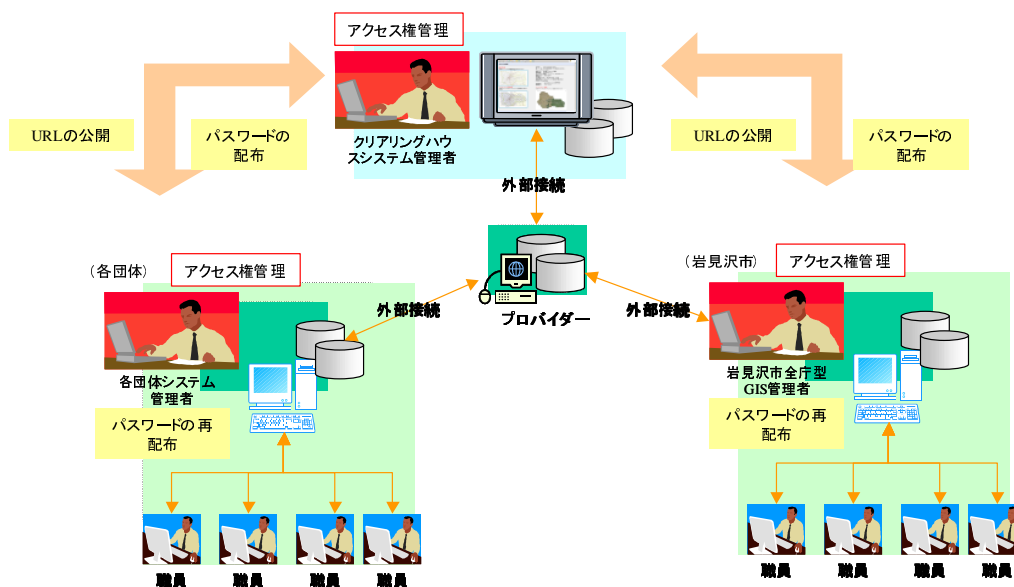 アクセス権管理
クリアリングハウ
スシステム管理者
URLの公開
パスワードの
配布
URLの公開
パスワードの
配布
外部接続
プロバイダー
外部接続
外部接続
（各団体）
アクセス権管理
各団体システム
管理者
パスワードの再
配布
職員
職員
職員
職員
（岩見沢市）
アクセス権管理
岩見沢市全庁型
GIS管理者
パスワードの再
配布
職員
職員
職員
職員